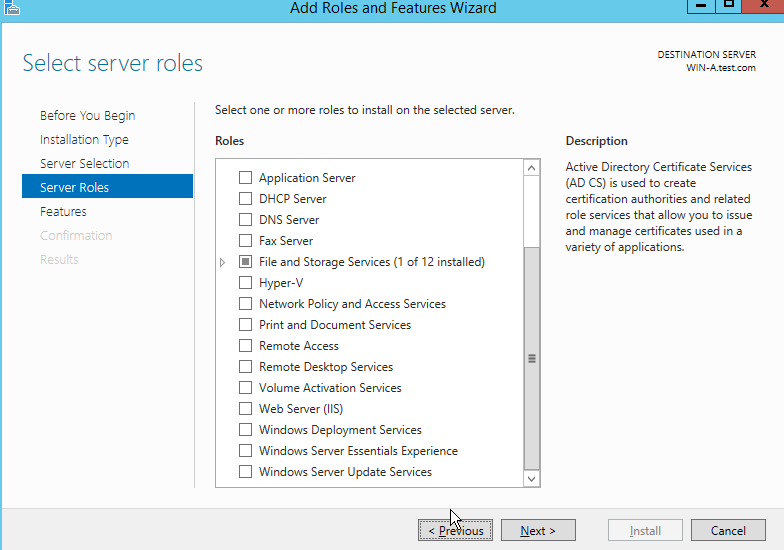 Add Roles and Features Wizard
Select server roles
DESTINATION SERVER
WIN-A.test.com
Before You Begin
Installation Type
Server Selection
Server Roles
Features
Confirmation
Results
Select one or more roles to install on the selected server.
Roles
Application Server
DHCP Server
DNS Server
Fax Server
File and Storage Services (1 of 12 installed)
Hyper-V
Network Policy and Access Services
Print and Document Services
Remote Access
Remote Desktop Services
Volume Activation Services
Web Server (IIS)
Windows Deployment Services
Windows Server Essentials Experience
Windows Server Update Services
Description
Active Directory Certificate Services
(AD CS) is used to create
certification authorities and related
role services that allow you to issue
and manage certificates used in a
variety of applications.
< Previous
Next >
Install
Cancel